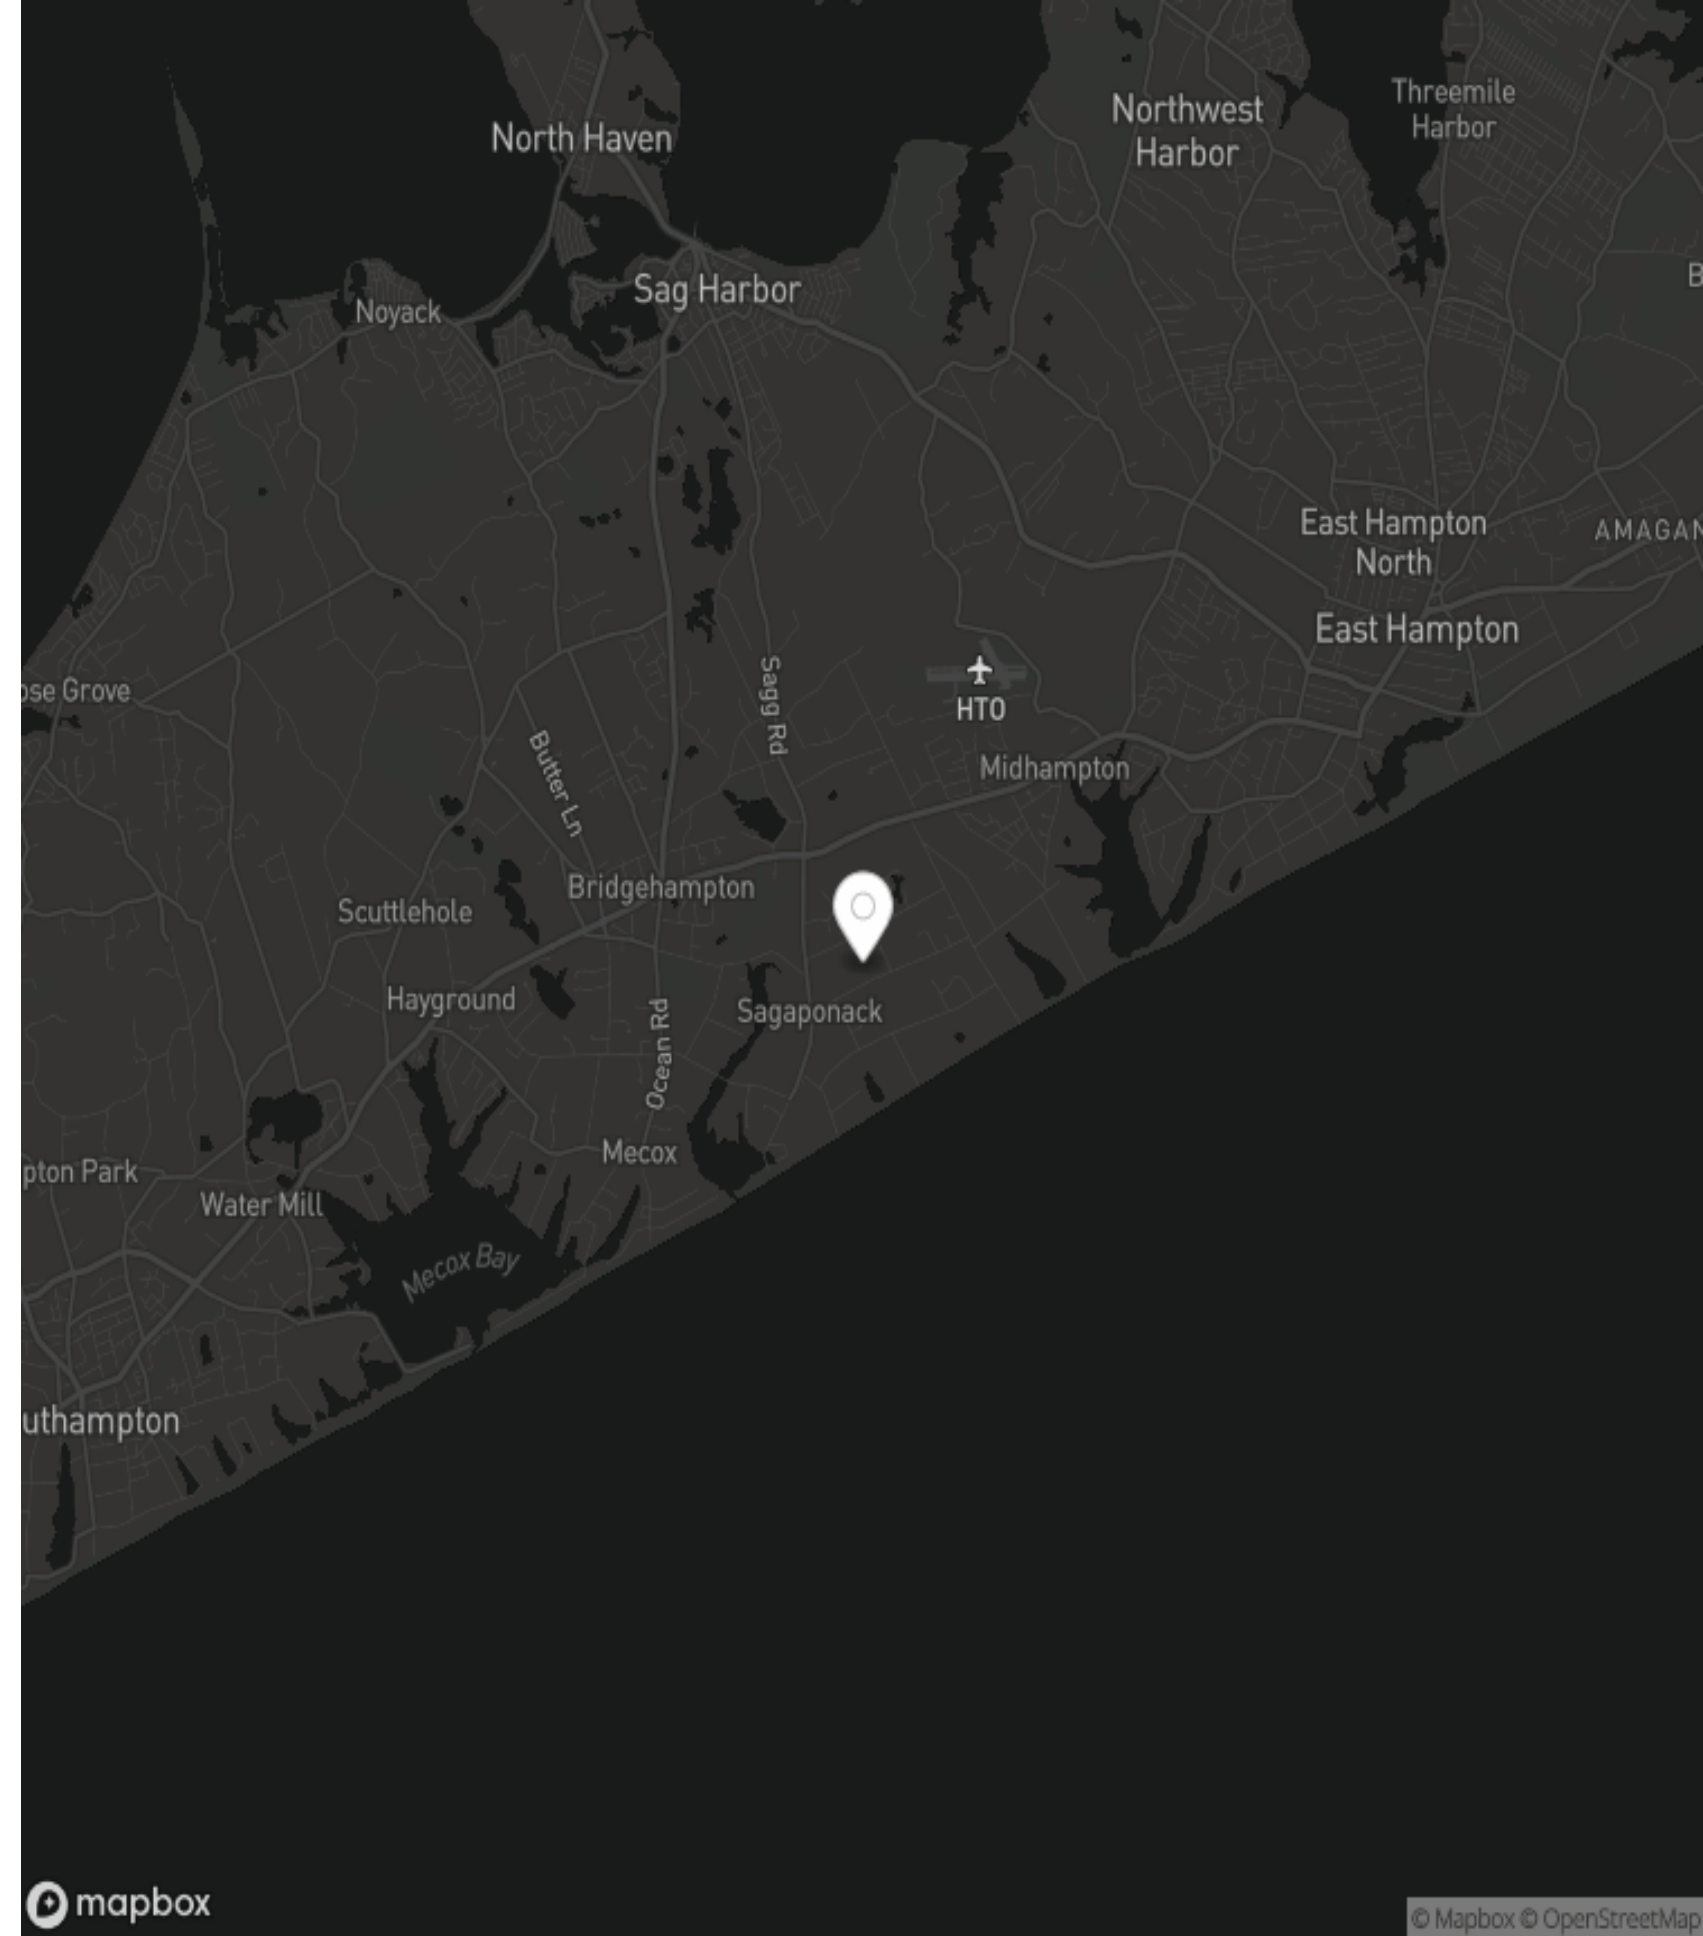 Northwest
Harbor
Threemile
Harbor
North Haven
B
Sag Harbor
Noyack
East Hampton
North
AMAGAN
East Hampton
ose Grove
Sagg Rd
HTO
Butter Ln
Midhampton
Bridgehampton
Scuttlehole
Hayground
Sagaponack
Ocean Rd
Mecox
pton Park
Water Mill
Mecox Bay
uthampton
mapbox
© Mapbox © OpenStreetMap